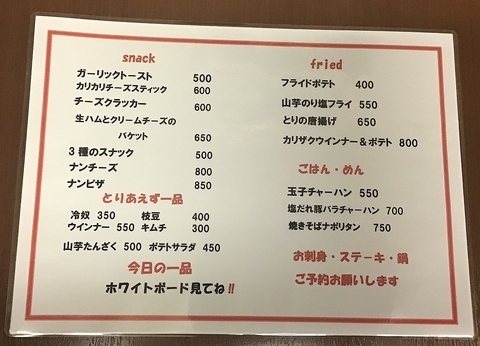 snack
ガーリックトースト 500
カリカリチーズスティック 600
チーズクラッカー 600
生ハムとクリームチーズの
バケット 650
3種のスナック 500
ナンチーズ 800
ナンピザ 850
とりあえず一品
冷奴 350 枝豆 400
ウインナー 550 キムチ 300
山芋たんざく 500 ポテトサラダ 450
今日の一品
ホワイトボード見てね!!
fried
フライドポテト 400
山芋のり塩フライ 550
とりの唐揚げ 650
カリザクウインナー＆ポテト 800
ごはん・めん
玉子チャーハン 550
塩だれ豚バラチャーハン 700
焼きそばナポリタン 750
お刺身・ステーキ・鍋
ご予約お願いします